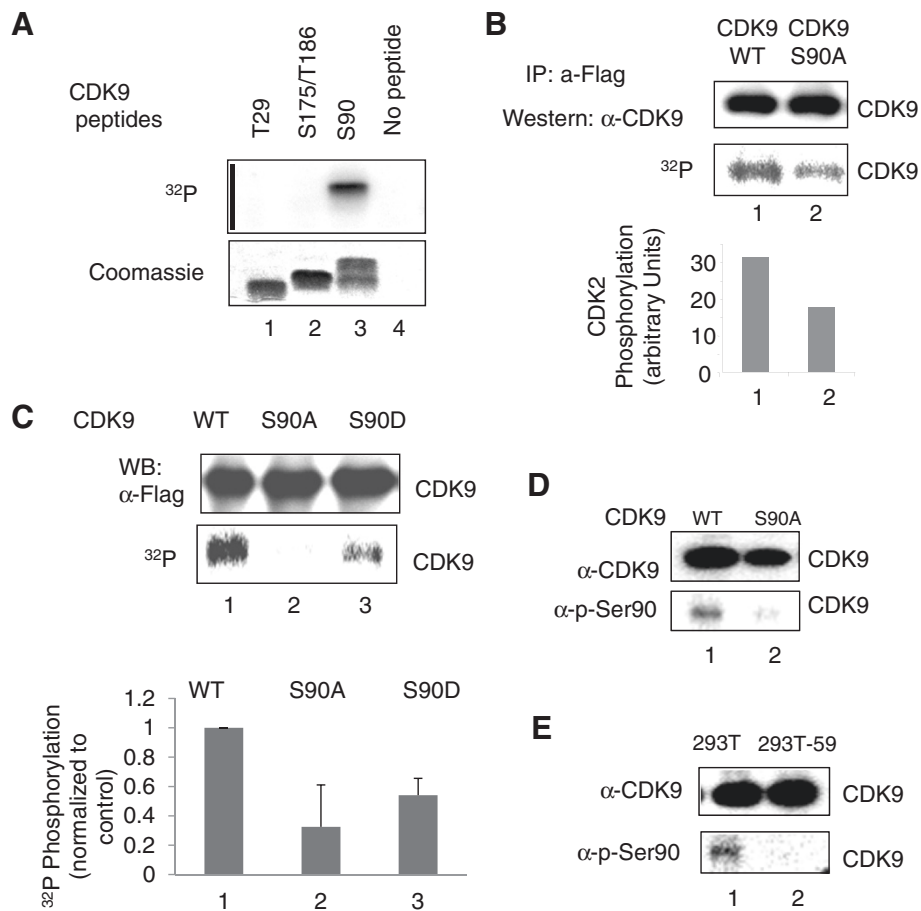 A
CDK9
peptides
T29
S175/T186
S90
No peptide
32P
Coomassie
1 2 3 4
B
CDK9 CDK9
WT S90A
IP: a-Flag
Western: α-CDK9
CDK9
32P
CDK9
1 2
CDK2
Phosphorylation
(arbitrary Units)
30
20
10
0
1 2
C
CDK9 WT S90A S90D
WB:
α-Flag
CDK9
32P
CDK9
1 2 3
WT S90A S90D
32P Phosphorylation
(normalized to
control)
1.2
1
0.8
0.6
0.4
0.2
0
1 2 3
D
CDK9 WT S90A
α-CDK9
CDK9
α-p-Ser90
CDK9
1 2
E
293T 293T-59
α-CDK9
CDK9
α-p-Ser90
CDK9
1 2